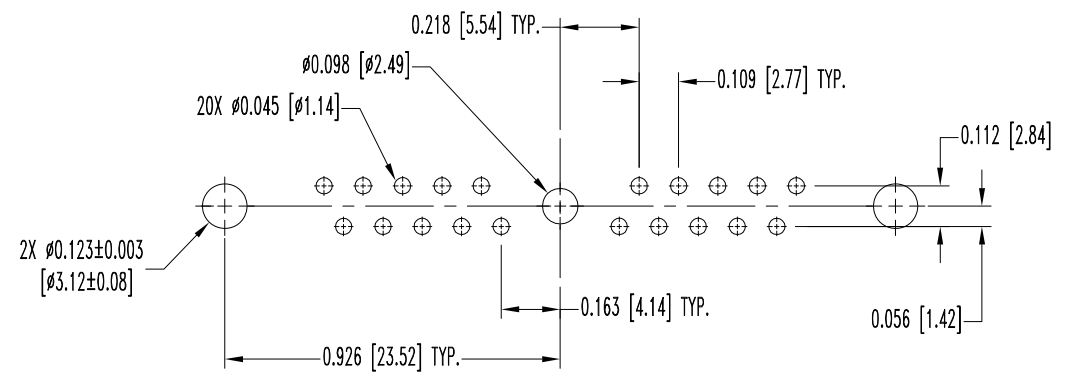 0.218 [5.54] TYP.
ø0.098 [ø2.49]
0.109 [2.77] TYP.
20X ø0.045 [ø1.14]
0.112 [2.84]
2X ø0.123±0.003
[ø3.12±0.08]
0.163 [4.14] TYP.
0.056 [1.42]
0.926 [23.52] TYP.